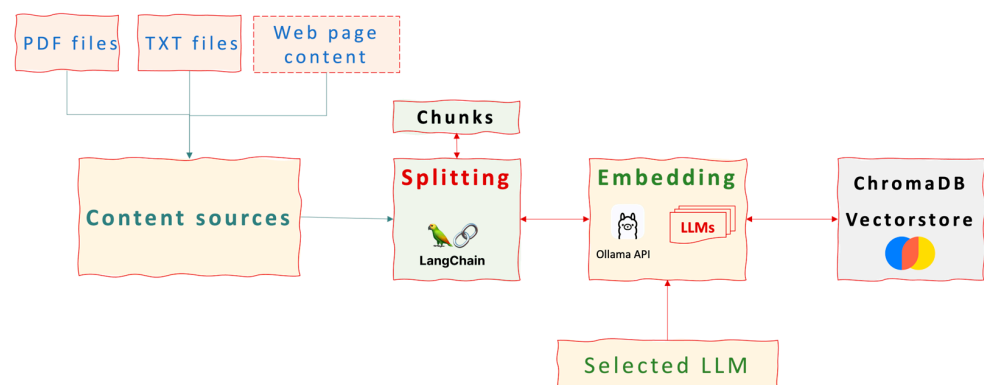 PDF files
TXT files
Web page
content
Chunks
Content sources
Splitting
LangChain
Embedding
Ollama API
LLMs
ChromaDB
Vectorstore
Selected LLM